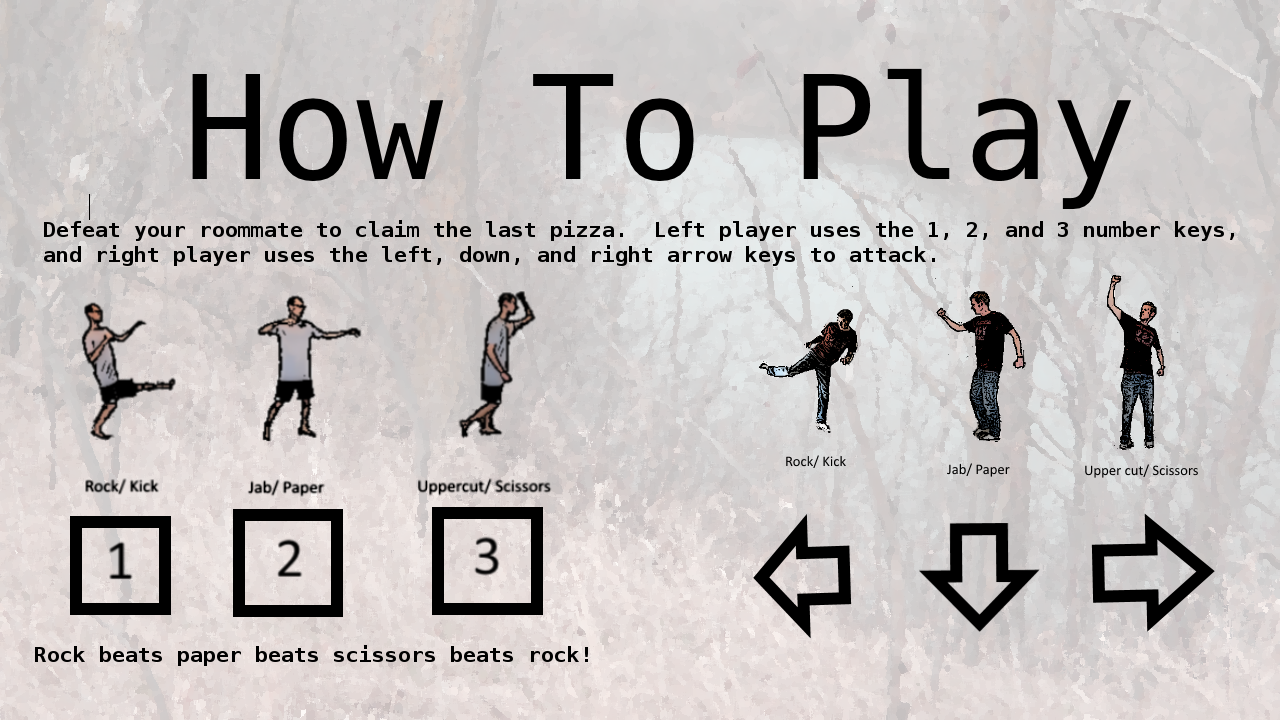 How To Play
Defeat your roommate to claim the last pizza.  Left player uses the 1, 2, and 3 number keys,
and right player uses the left, down, and right arrow keys to attack.
Rock/ Kick
Jab/ Paper
Uppercut/ Scissors
Rock/ Kick
Jab/ Paper
Upper cut/ Scissors
1
2
3
Rock beats paper beats scissors beats rock!